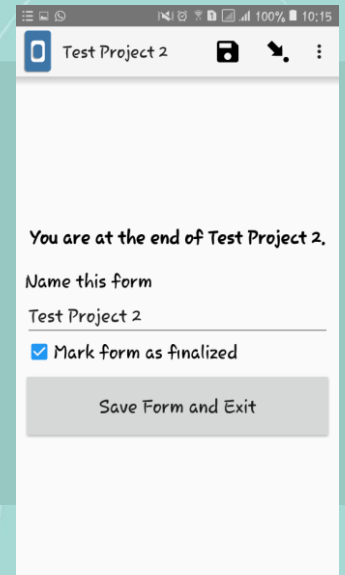 100% 10:15
Test Project 2
You are at the end of Test Project 2.
Name this form
Test Project 2
Mark form as finalized
Save Form and Exit